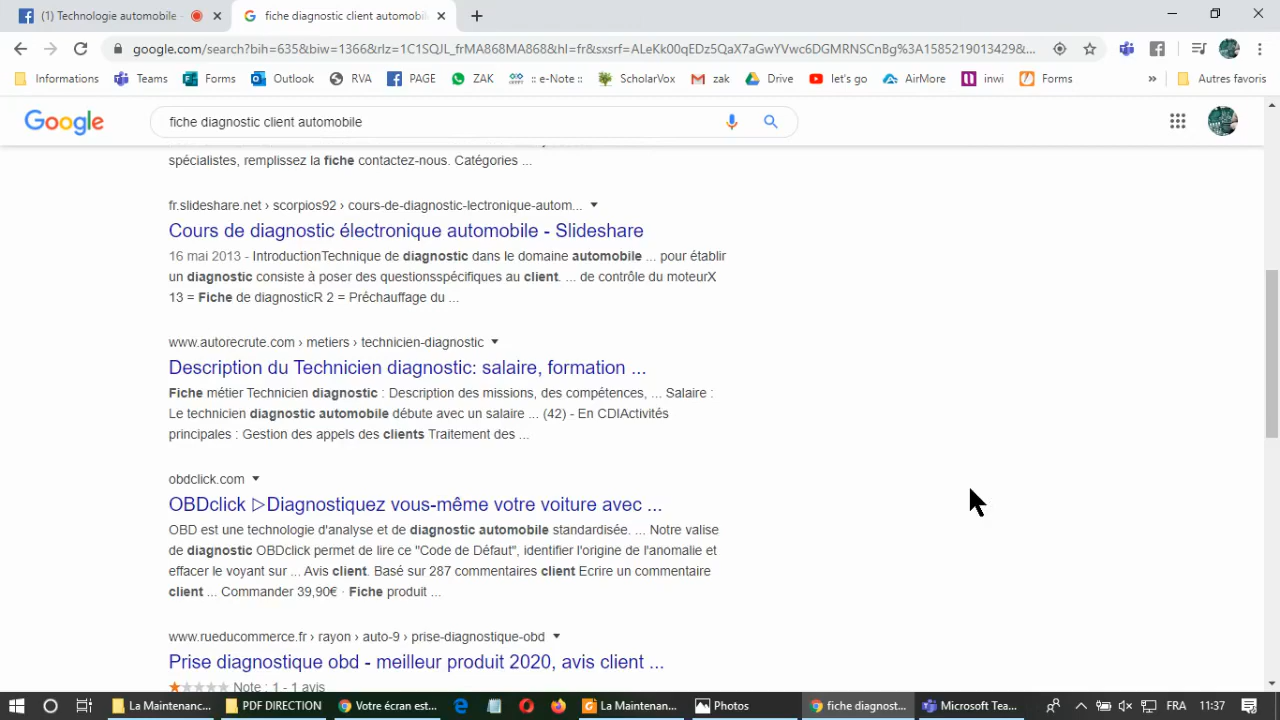 (1) Technologie automobile -
fiche diagnostic client automobil
google.com/search?bih=635&biw=1366&rlz=1C1SQJL_frMA868MA868&hl=fr&sxsrf=ALeKk00qEDz5QaX7aGwYVwc6DGMRNSCnBg%3A15852190134​29&...
Informations Teams Forms Outlook RVA PAGE ZAK :: e-Note :: ScholarVox zak Drive let's go AirMore inwi Forms » Autres favoris
Google
fiche diagnostic client automobile
spécialistes, remplissez la fiche contactez-nous. Catégories ...
fr.slideshare.net › scorpios92 › cours-de-diagnostic-lectronique-autom...
Cours de diagnostic électronique automobile - Slideshare
16 mai 2013 - IntroductionTechnique de diagnostic dans le domaine automobile ... pour établir
un diagnostic consiste à poser des questionsspécifiques au client. ... de contrôle du moteurX
13 = Fiche de diagnosticR 2 = Préchauffage du ...
www.autorecrute.com › metiers › technicien-diagnostic
Description du Technicien diagnostic: salaire, formation ...
Fiche métier Technicien diagnostic : Description des missions, des compétences, ... Salaire :
Le technicien diagnostic automobile débute avec un salaire ... (42) - En CDIActivités
principales : Gestion des appels des clients Traitement des ...
obdclick.com
OBDclick ▷Diagnostiquez vous-même votre voiture avec ...
OBD est une technologie d'analyse et de diagnostic automobile standardisée. ... Notre valise
de diagnostic OBDclick permet de lire ce "Code de Défaut", identifier l'origine de l'anomalie et
effacer le voyant sur ... Avis client. Basé sur 287 commentaires client Ecrire un commentaire
client ... Commander 39,90€ · Fiche produit ...
www.rueducommerce.fr › rayon › auto-9 › prise-diagnostique-obd
Prise diagnostique obd - meilleur produit 2020, avis client ...
Note : 1 - 1 avis
La Maintenanc... PDF DIRECTION Votre écran est... La Maintenanc... Photos fiche diagnost... Microsoft Tea... FRA 11:37